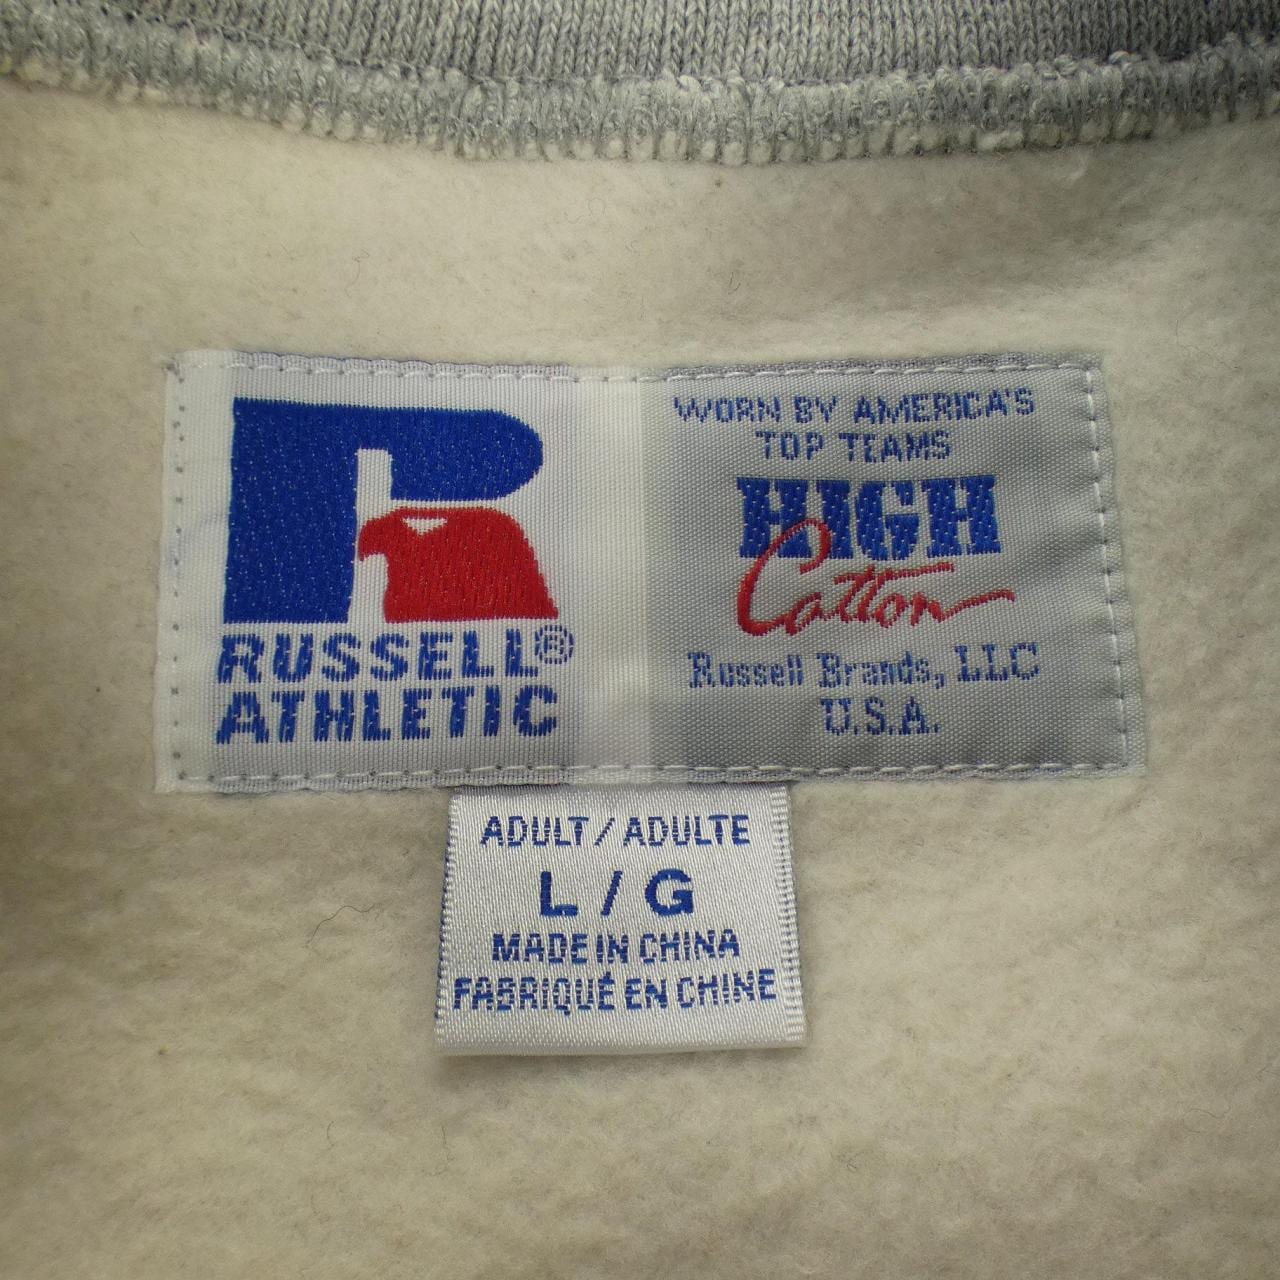 RUSSELL®
ATHLETIC
WORN BY AMERICA'S
TOP TEAMS
HIGH
Cotton
Russell Brands, LLC
U.S.A.
ADULT / ADULTE
L / G
MADE IN CHINA
FABRIQUÉ EN CHINE